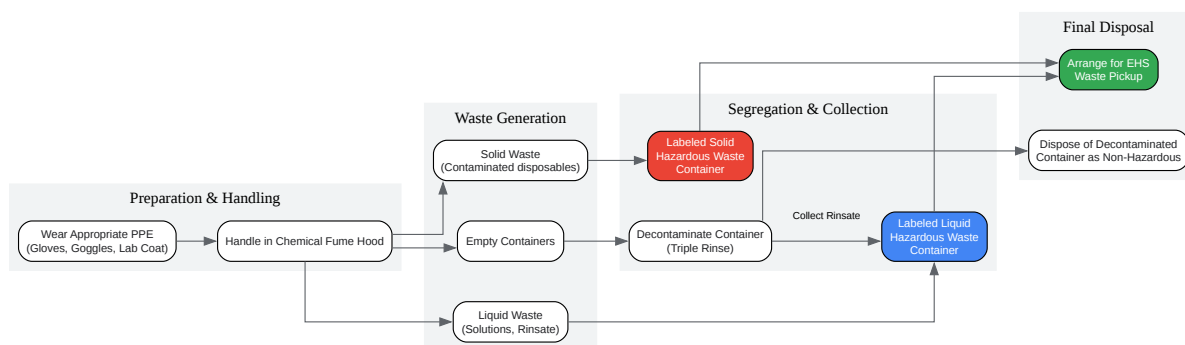 Preparation & Handling
Wear Appropriate PPE
(Gloves, Goggles, Lab Coat)
Handle in Chemical Fume Hood
Waste Generation
Solid Waste
(Contaminated disposables)
Empty Containers
Liquid Waste
(Solutions, Rinsate)
Segregation & Collection
Labeled Solid
Hazardous Waste
Container
Decontaminate Container
(Triple Rinse)
Collect Rinsate
Labeled Liquid
Hazardous Waste
Container
Final Disposal
Arrange for EHS
Waste Pickup
Dispose of Decontaminated
Container as Non-Hazardous